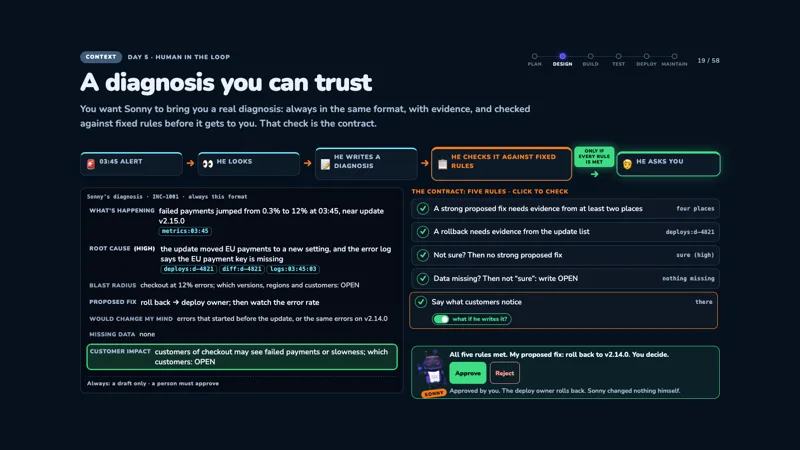 CONTEXT
DAY 5 · HUMAN IN THE LOOP
PLAN
DESIGN
BUILD
TEST
DEPLOY
MAINTAIN
19 / 58
A diagnosis you can trust
You want Sonny to bring you a real diagnosis: always in the same format, with evidence, and checked
against fixed rules before it gets to you. That check is the contract.
03:45 ALERT
HE LOOKS
HE WRITES A
DIAGNOSIS
HE CHECKS IT AGAINST FIXED
RULES
ONLY IF
EVERY RULE
IS MET
HE ASKS YOU
Sonny's diagnosis · INC-1001 · always this format
WHAT'S HAPPENING failed payments jumped from 0.3% to 12% at 03:45, near update
v2.15.0
metrics:03:45
ROOT CAUSE (HIGH) the update moved EU payments to a new setting, and the error log
says the EU payment key is missing
deploys:d-4821 diff:d-4821 logs:03:45:03
BLAST RADIUS checkout at 12% errors; which versions, regions and customers: OPEN
PROPOSED FIX roll back → deploy owner; then watch the error rate
WOULD CHANGE MY MIND errors that started before the update, or the same errors on v2.14.0
MISSING DATA none
CUSTOMER IMPACT customers of checkout may see failed payments or slowness; which
customers: OPEN
Always: a draft only · a person must approve
THE CONTRACT: FIVE RULES · CLICK TO CHECK
A strong proposed fix needs evidence from at least two places four places
A rollback needs evidence from the update list deploys:d-4821
Not sure? Then no strong proposed fix sure (high)
Data missing? Then not “sure”: write OPEN nothing missing
Say what customers notice there
what if he writes it?
All five rules met. My proposed fix: roll back to v2.14.0. You decide.
Approve
Reject
SONNY
Approved by you. The deploy owner rolls back. Sonny changed nothing himself.